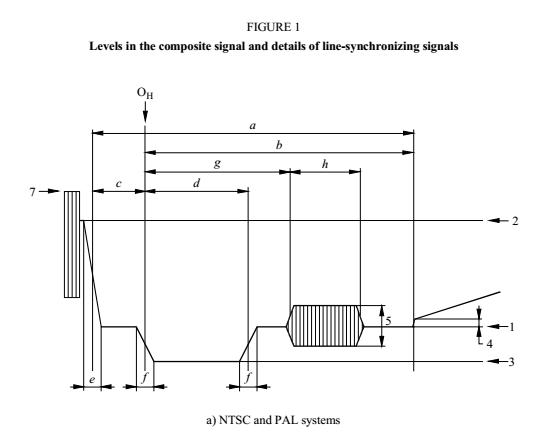 FIGURE 1
Levels in the composite signal and details of line-synchronizing signals
OH
a
b
g h
7 c d
2
5 1
4
3
e f f
a) NTSC and PAL systems